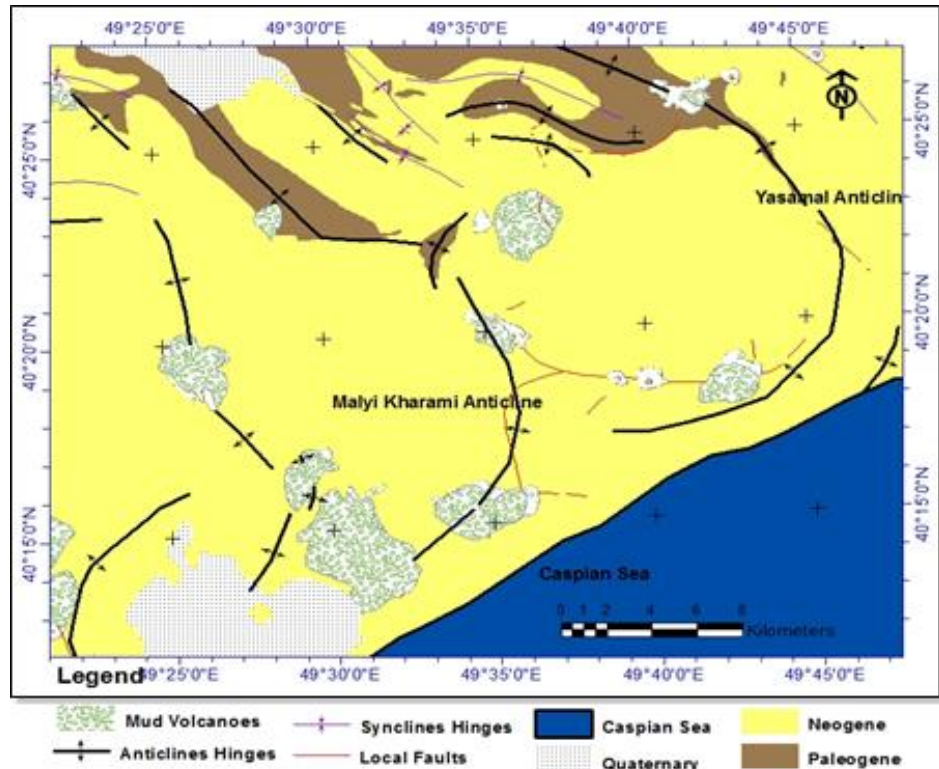 49°25'0"E 49°30'0"E 49°35'0"E 49°40'0"E 49°45'0"E
N
40°25'0"N 40°25'0"N
Yasamal Anticlin
40°20'0"N 40°20'0"N
Malyi Kharami Anticline
40°15'0"N 40°15'0"N
Caspian Sea
0 1 2 4 6 8
Kilometers
Legend
49°25'0"E 49°30'0"E 49°35'0"E 49°40'0"E 49°45'0"E
Mud Volcanoes Synclines Hinges Caspian Sea Neogene
Anticlines Hinges Local Faults Quaternary Paleogene